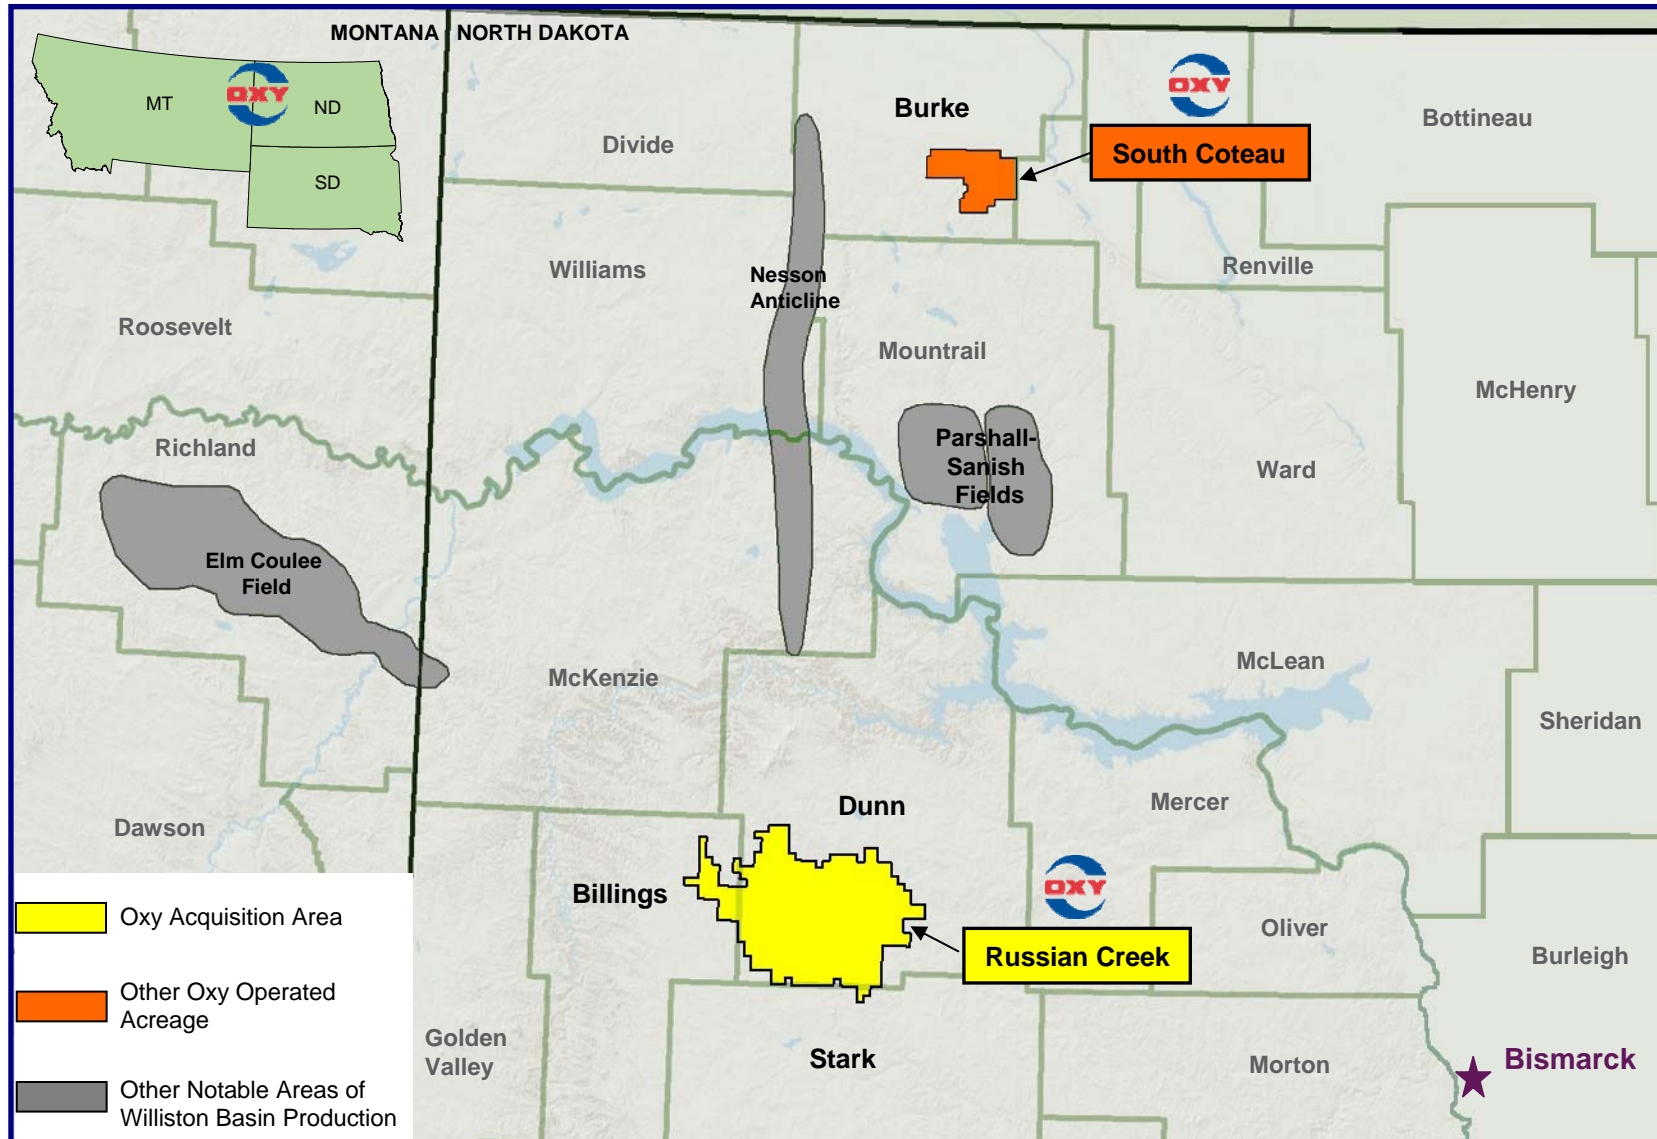 MONTANA NORTH DAKOTA
MT
OXY
ND
SD
OXY
Burke
Bottineau
Divide
South Coteau
Williams
Nesson
Anticline
Renville
Roosevelt
Mountrail
McHenry
Richland
Parshall-
Sanish
Fields
Ward
Elm Coulee
Field
McKenzie
McLean
Sheridan
Dawson
Dunn
Mercer
Billings
OXY
Oliver
Russian Creek
Burleigh
Golden
Valley
Stark
Morton
Bismarck
Oxy Acquisition Area
Other Oxy Operated
Acreage
Other Notable Areas of
Williston Basin Production